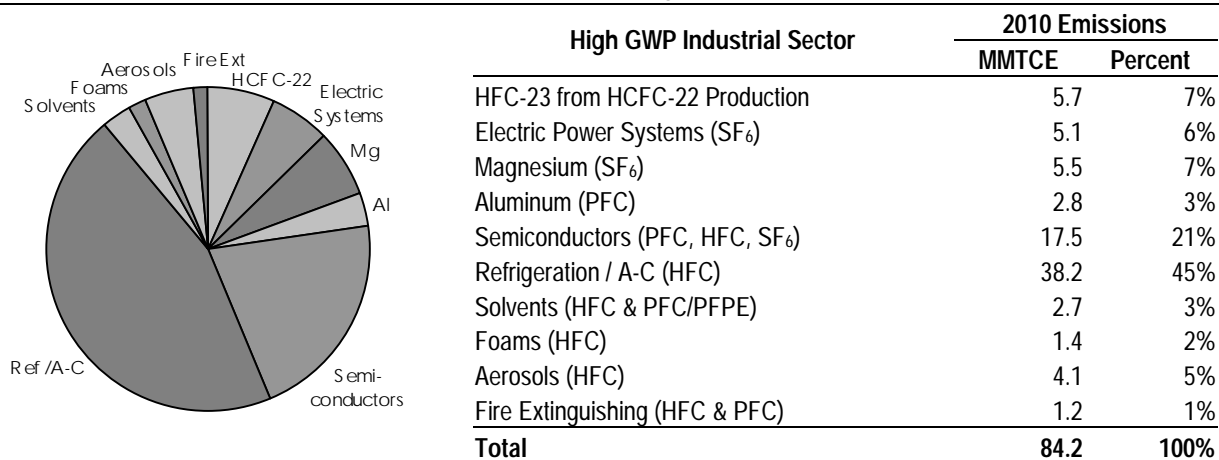 Fire Ext
Aerosols
HCFC-22
Foams
Electric
Solvents
Systems
Mg
Al
Ref/A-C
Semi-
conductors
High GWP Industrial Sector 2010 Emissions
MMTCE Percent
HFC-23 from HCFC-22 Production 5.7 7%
Electric Power Systems (SF₆) 5.1 6%
Magnesium (SF₆) 5.5 7%
Aluminum (PFC) 2.8 3%
Semiconductors (PFC, HFC, SF₆) 17.5 21%
Refrigeration / A-C (HFC) 38.2 45%
Solvents (HFC & PFC/PFPE) 2.7 3%
Foams (HFC) 1.4 2%
Aerosols (HFC) 4.1 5%
Fire Extinguishing (HFC & PFC) 1.2 1%
Total 84.2 100%